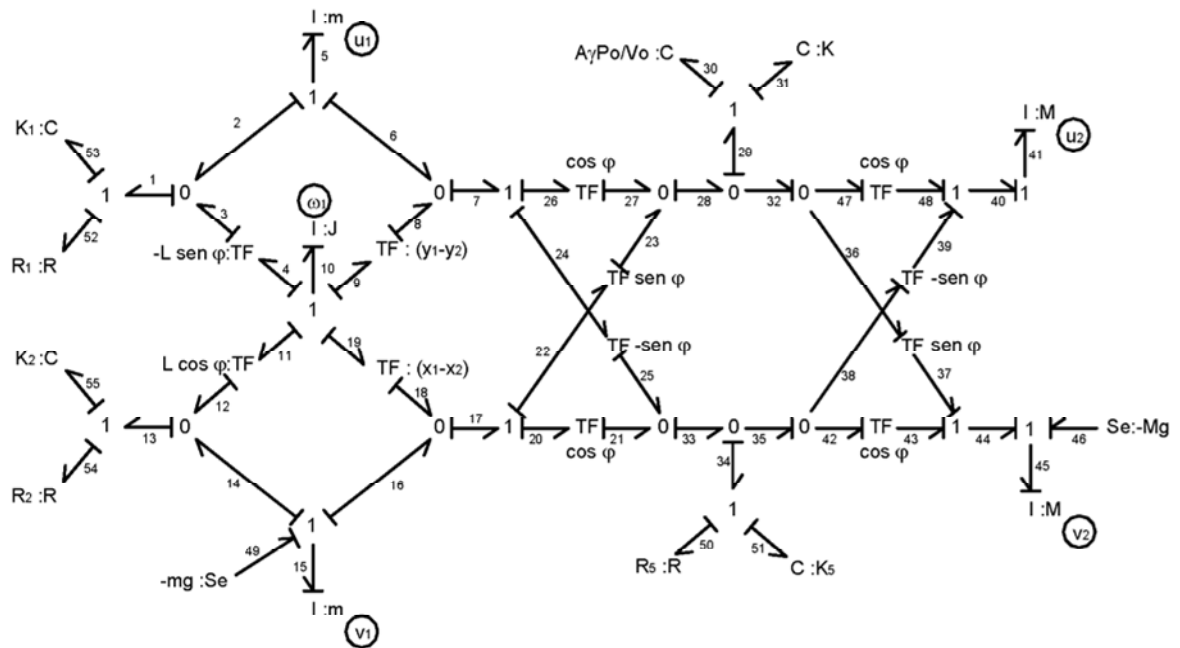 I :m
u1
5
1
AγPo/Vo :C
C :K
30
31
1
I :M
u2
K1 :C
2
6
53
29
41
cos φ
cos φ
1
1
0
0
7
1
26
TF
27
0
28
0
32
0
47
TF
48
1
40
1
ω1
I :J
3
8
23
24
36
39
52
R1 :R
-L sen φ:TF
4
10
9
TF : (y1-y2)
TF sen φ
TF -sen φ
1
K2 :C
L cos φ:TF
11
19
TF : (x1-x2)
22
TF -sen φ
38
TF sen φ
55
12
18
25
37
1
13
0
0
17
1
20
TF
21
0
33
0
35
0
42
TF
43
1
44
1
46
Se:-Mg
cos φ
cos φ
54
34
45
R2 :R
14
16
1
1
I :M
49
15
50
51
v2
-mg :Se
R5 :R
C :K5
I :m
v1